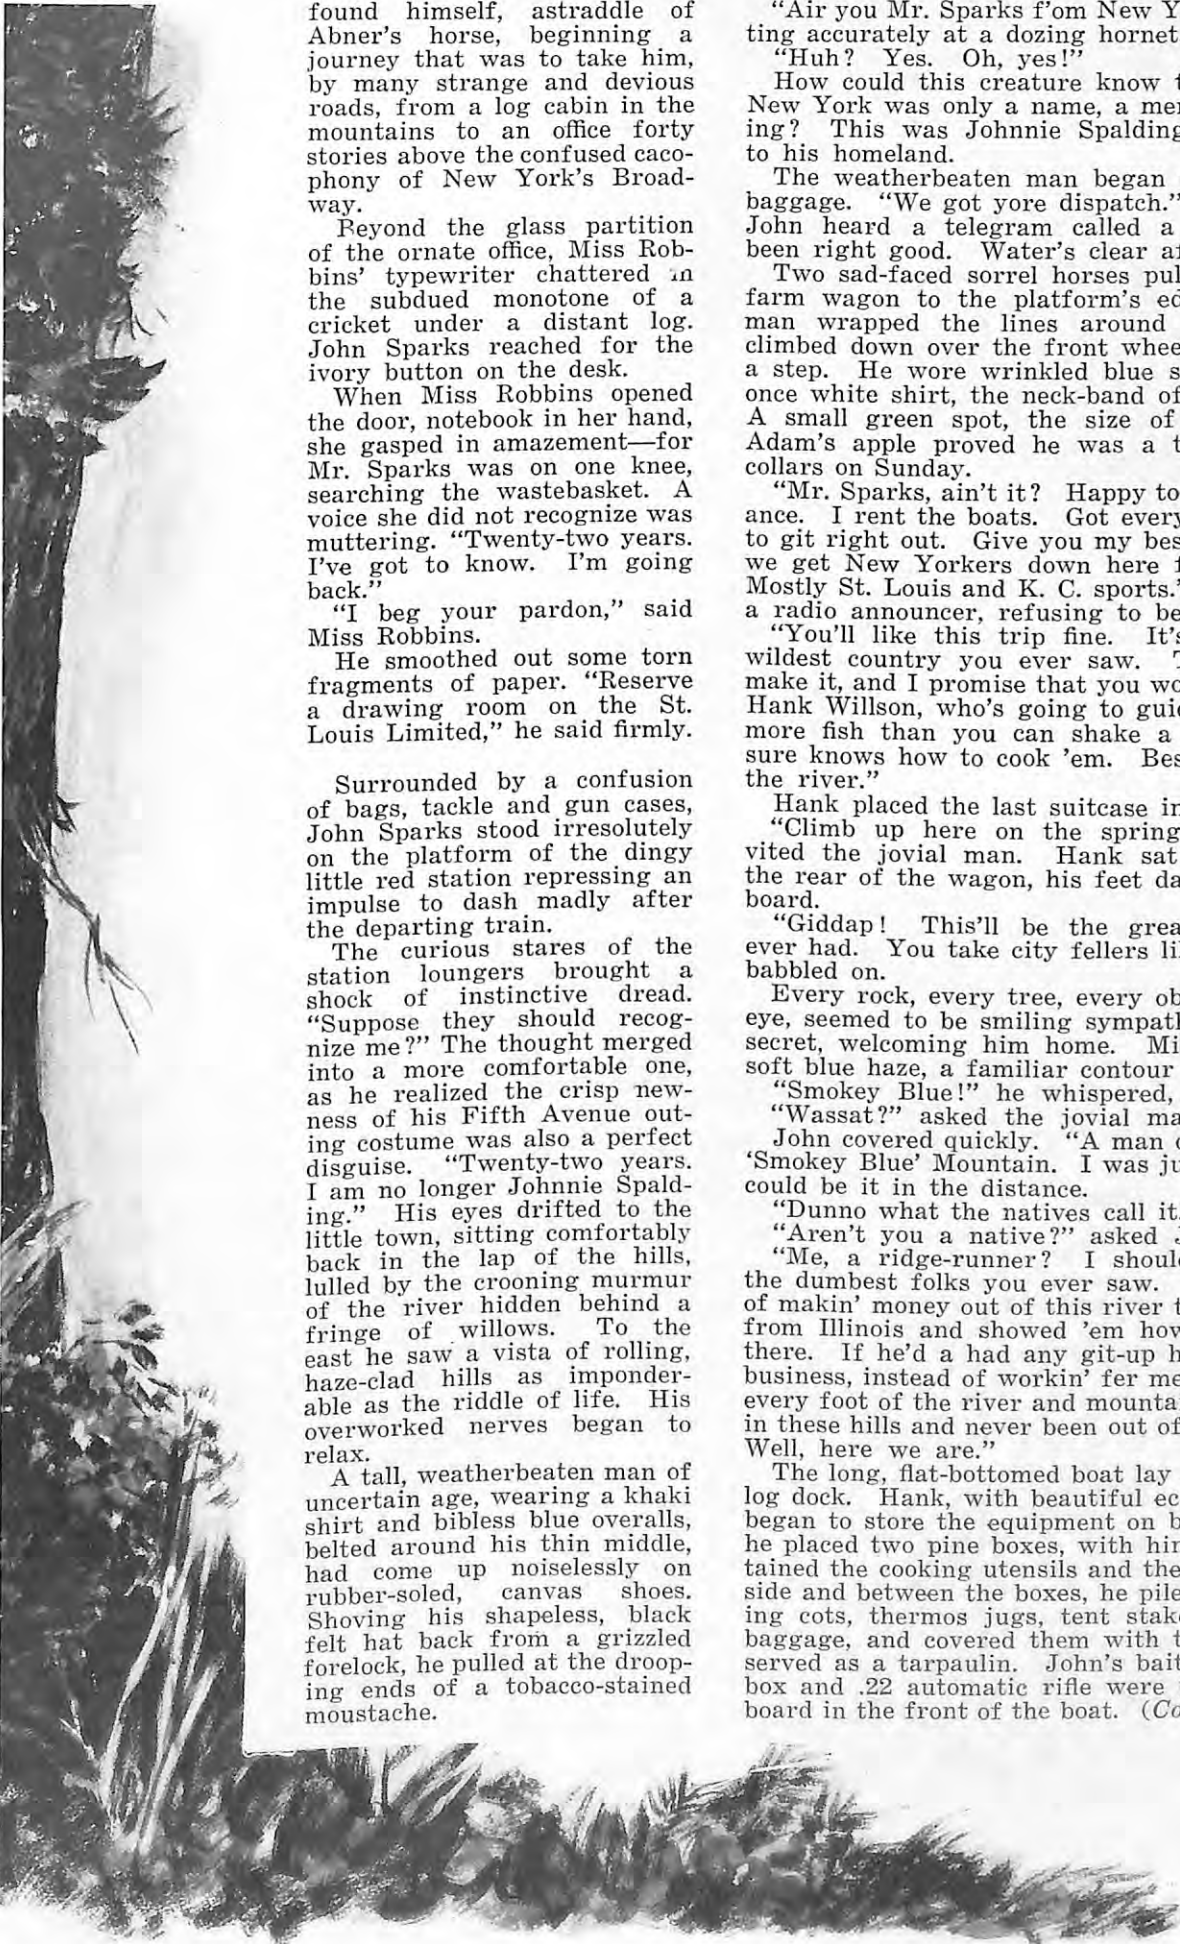 found himself, astraddle of
Abner's horse, beginning a
journey that was to take him,
by many strange and devious
roads, from a log cabin in the
mountains to an office forty
stories above the confused caco-
phony of New York's Broad-
way.
Beyond the glass partition
of the ornate office, Miss Rob-
bins' typewriter chattered in
the subdued monotone of a
cricket under a distant log.
John Sparks reached for the
ivory button on the desk.
When Miss Robbins opened
the door, notebook in her hand,
she gasped in amazement—for
Mr. Sparks was on one knee,
searching the wastebasket. A
voice she did not recognize was
muttering. "Twenty-two years.
I've got to know. I'm going
back."
"I beg your pardon," said
Miss Robbins.
He smoothed out some torn
fragments of paper. "Reserve
a drawing room on the St.
Louis Limited," he said firmly.
Surrounded by a confusion
of bags, tackle and gun cases,
John Sparks stood irresolutely
on the platform of the dingy
little red station repressing an
impulse to dash madly after
the departing train.
The curious stares of the
station loungers brought a
shock of instinctive dread.
"Suppose they should recog-
nize me?" The thought merged
into a more comfortable one,
as he realized the crisp new-
ness of his Fifth Avenue out-
ing costume was also a perfect
disguise. "Twenty-two years.
I am no longer Johnnie Spald-
ing." His eyes drifted to the
little town, sitting comfortably
back in the lap of the hills,
lulled by the crooning murmur
of the river hidden behind a
fringe of willows. To the
east he saw a vista of rolling,
haze-clad hills as imponder-
able as the riddle of life. His
overworked nerves began to
relax.
A tall, weatherbeaten man of
uncertain age, wearing a khaki
shirt and bibless blue overalls,
belted around his thin middle,
had come up noiselessly on
rubber-soled, canvas shoes.
Shoving his shapeless, black
felt hat back from a grizzled
forelock, he pulled at the droop-
ing ends of a tobacco-stained
moustache.
"Air you Mr. Sparks f'om New Y
ting accurately at a dozing hornet
"Huh? Yes. Oh, yes!"
How could this creature know
New York was only a name, a me
ing? This was Johnnie Spalding
to his homeland.
The weatherbeaten man began
baggage. "We got yore dispatch."
John heard a telegram called a
been right good. Water's clear a
Two sad-faced sorrel horses pul
farm wagon to the platform's ed
man wrapped the lines around
climbed down over the front whee
a step. He wore wrinkled blue s
once white shirt, the neck-band of
A small green spot, the size of
Adam's apple proved he was a t
collars on Sunday.
"Mr. Sparks, ain't it? Happy to
ance. I rent the boats. Got every
to git right out. Give you my bes
we get New Yorkers down here f
Mostly St. Louis and K. C. sports.'
a radio announcer, refusing to be
"You'll like this trip fine. It's
wildest country you ever saw.
make it, and I promise that you wo
Hank Willson, who's going to gui
more fish than you can shake a
sure knows how to cook 'em. Bes
the river."
Hank placed the last suitcase in
"Climb up here on the spring
vited the jovial man. Hank sat
the rear of the wagon, his feet da
board.
"Giddap! This'll be the grea
ever had. You take city fellers li
babbled on.
Every rock, every tree, every ob
eye, seemed to be smiling sympat
secret, welcoming him home. Mi
soft blue haze, a familiar contour
"Smokey Blue!" he whispered,
"Wassat?" asked the jovial ma
John covered quickly. "A man
'Smokey Blue' Mountain. I was ju
could be it in the distance.
"Dunno what the natives call it
"Aren't you a native?" asked
"Me, a ridge-runner? I shoul
the dumbest folks you ever saw.
of makin' money out of this river t
from Illinois and showed 'em how
there. If he'd a had any git-up h
business, instead of workin' fer me
every foot of the river and mounta
in these hills and never been out of
Well, here we are."
The long, flat-bottomed boat lay
log dock. Hank, with beautiful ec
began to store the equipment on b
he placed two pine boxes, with hin
tained the cooking utensils and the
side and between the boxes, he pile
ing cots, thermos jugs, tent stak
baggage, and covered them with t
served as a tarpaulin. John's bait
box and .22 automatic rifle were
board in the front of the boat. (Co